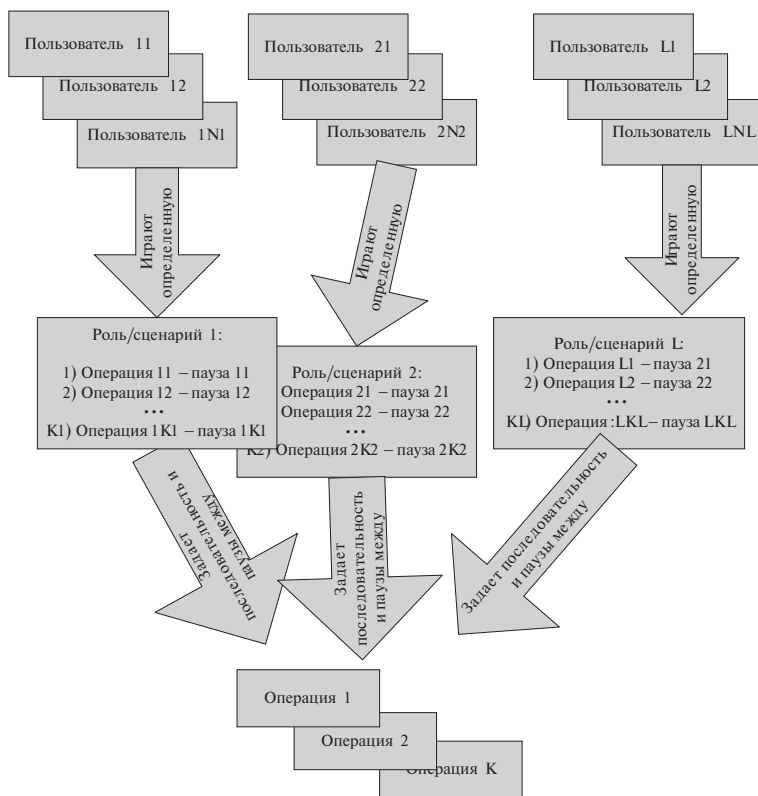 Пользователь 11
Пользователь 12
Пользователь 1N1
Пользователь 21
Пользователь 22
Пользователь 2N2
Пользователь L1
Пользователь L2
Пользователь LNL
Играют
определенную
Играют
определенную
Играют
определенную
Роль/сценарий 1:
1) Операция 11 – пауза 11
2) Операция 12 – пауза 12
...
K1) Операция 1K1 – пауза 1K1
Роль/сценарий 2:
Операция 21 – пауза 21
Операция 22 – пауза 22
...
K2) Операция 2K2 – пауза 2K2
Роль/сценарий L:
1) Операция L1 – пауза 21
2) Операция L2 – пауза 22
...
KL) Операция :LKL – пауза LKL
Задает
последовательность и
паузы между
Задает
последовательность
и паузы между
Задает последовательность
и паузы между
Операция 1
Операция 2
Операция K